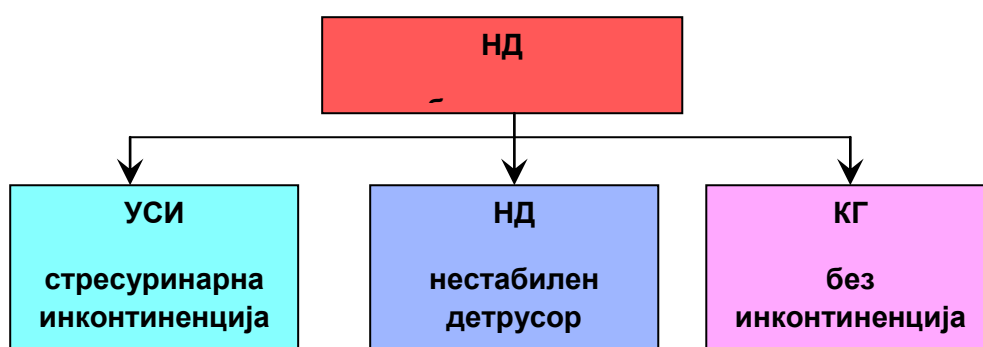 НД
УСИ
стресуринарна
инконтиненција
НД
нестабилен
детрусор
КГ
без
инконтиненција